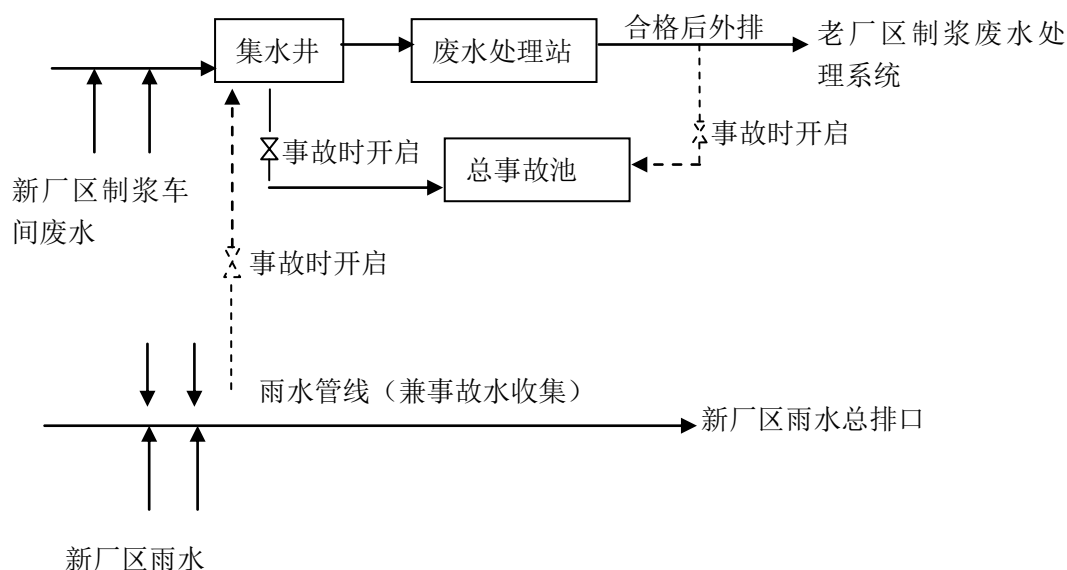 集水井
废水处理站
合格后外排
老厂区制浆废水处
理系统
事故时开启
总事故池
事故时开启
新厂区制浆车
间废水
事故时开启
雨水管线（兼事故水收集）
新厂区雨水总排口
新厂区雨水